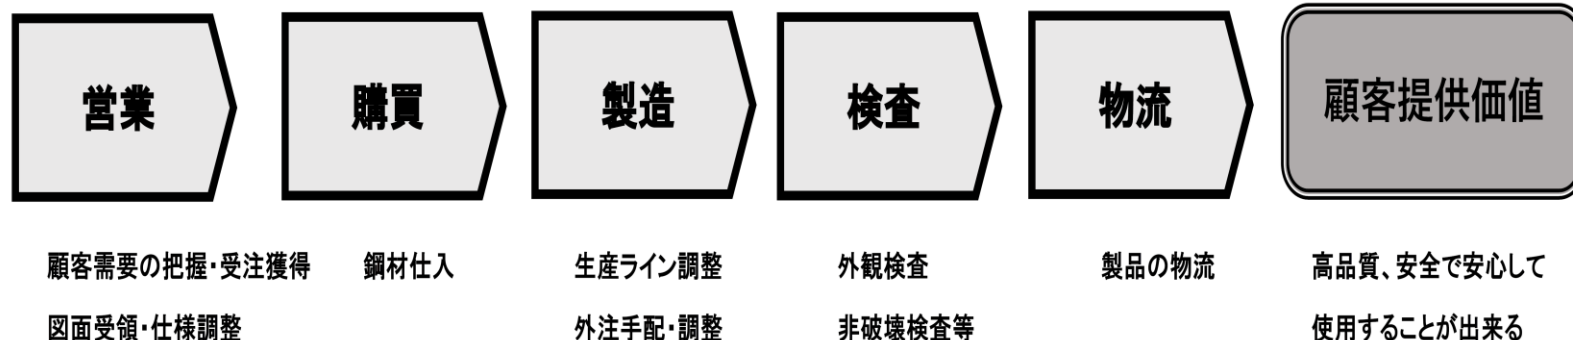 営業
購買
製造
検査
物流
顧客提供価値
顧客需要の把握・受注獲得
図面受領・仕様調整
鋼材仕入
生産ライン調整
外注手配・調整
外観検査
非破壊検査等
製品の物流
高品質、安全で安心して
使用することが出来る